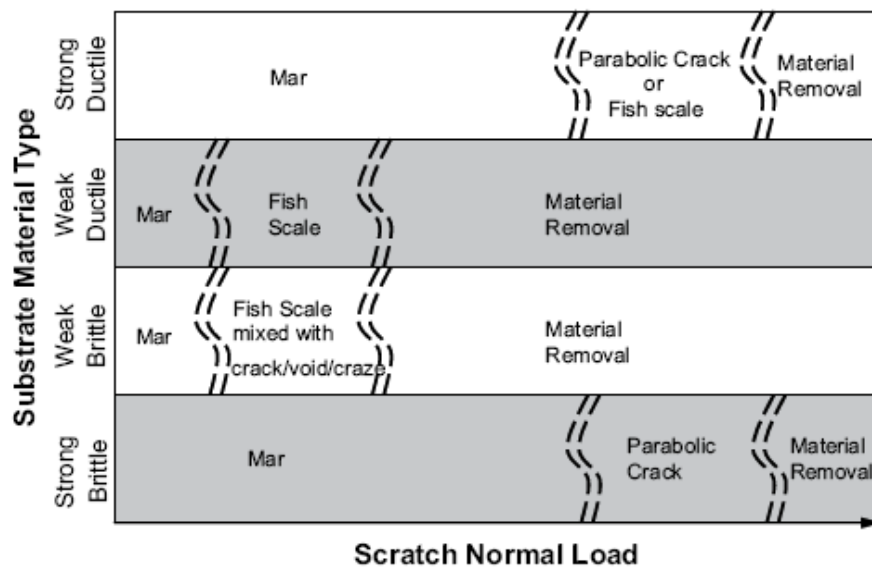 Substrate Material Type
Strong
Ductile
Mar
Parabolic Crack
or
Fish scale
Material
Removal
Weak
Ductile
Mar
Fish
Scale
Material
Removal
Weak
Brittle
Mar
Fish Scale
mixed with
crack/void/craze
Material
Removal
Strong
Brittle
Mar
Parabolic
Crack
Material
Removal
Scratch Normal Load